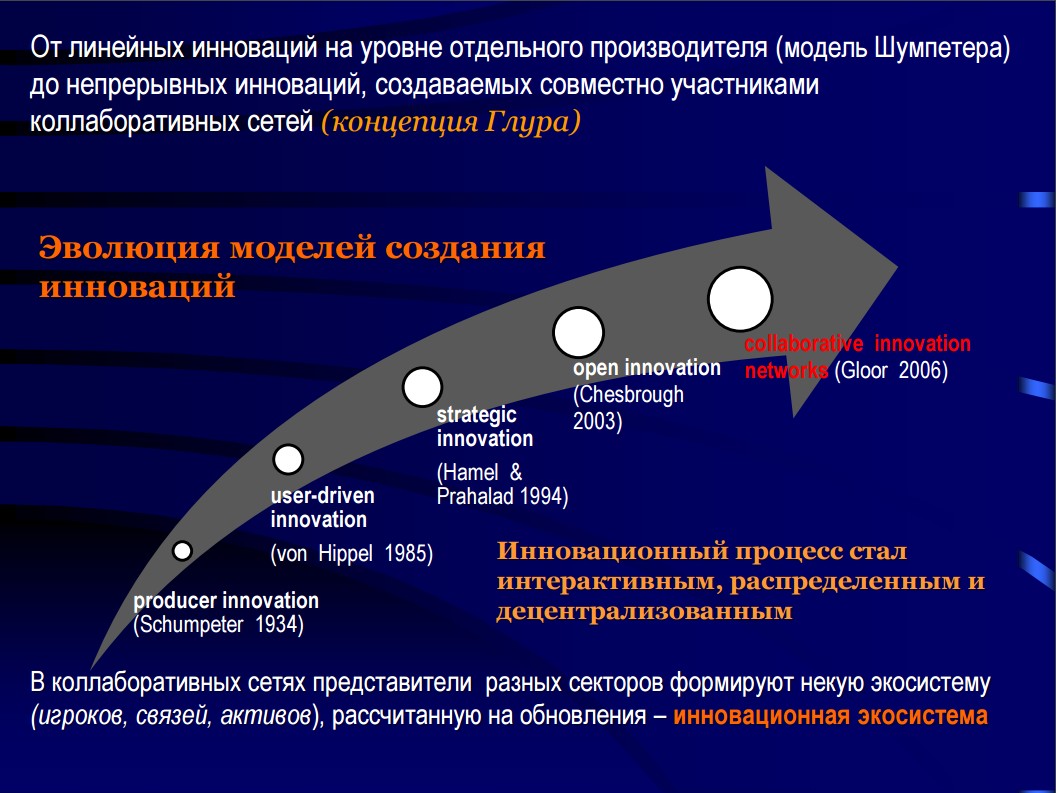 От линейных инноваций на уровне отдельного производителя (модель Шумпетера)
до непрерывных инноваций, создаваемых совместно участниками
коллаборативных сетей (концепция Глура)
Эволюция моделей создания
инноваций
collaborative innovation
networks (Gloor 2006)
open innovation
(Chesbrough
2003)
strategic
innovation
(Hamel &
Prahalad 1994)
user-driven
innovation
(von Hippel 1985)
producer innovation
(Schumpeter 1934)
Инновационный процесс стал
интерактивным, распределенным и
децентрализованным
В коллаборативных сетях представители разных секторов формируют некую экосистему
(игроков, связей, активов), рассчитанную на обновления – инновационная экосистема